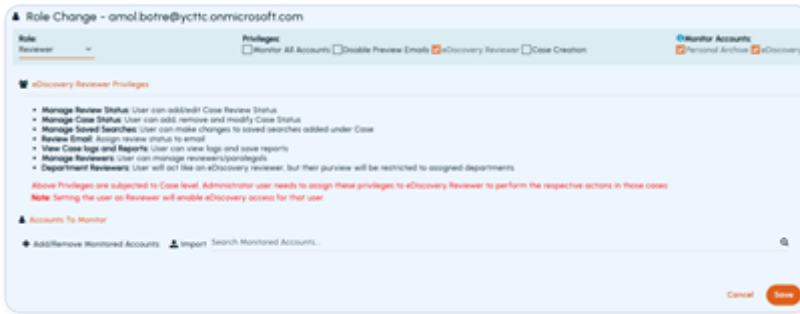 Role Change - amol.botre@ycttc.onmicrosoft.com
Role: Privileges: Monitor Accounts:
Reviewer Monitor All Accounts Disable Preview Emails eDiscovery Reviewer Case Creation Personal Archive eDiscovery
eDiscovery Reviewer Privileges
Manage Review Status: User can add/edit Case Review Status
Manage Case Status: User can add, remove and modify Case Status
Manage Saved Searches: User can make changes to saved searches added under Case
Review Email: Assign review status to email
View Case logs and Reports: User can view logs and save reports
Manage Reviewers: User can manage reviewers/paralegals
Department Reviewers: User will act like an eDiscovery reviewer, but their purview will be restricted to assigned departments
Above Privileges are subjected to Case level. Administrator user needs to assign these privileges to eDiscovery Reviewer to perform the respective actions in those cases
Note: Setting the user as Reviewer will enable eDiscovery access for that user.
Accounts To Monitor
Add/Remove Monitored Accounts Import Search Monitored Accounts..
Cancel Save